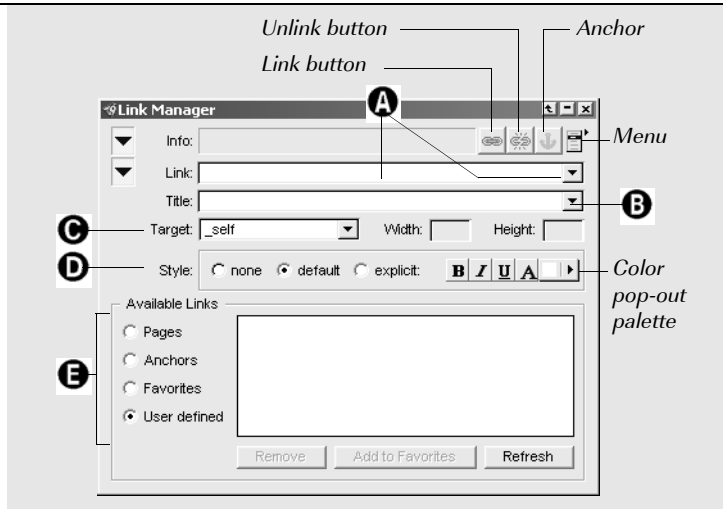 Unlink button
Anchor
Link button
A
Link Manager
Info:
Menu
Link:
Title:
B
C
Target: _self Width: Height:
D
Style: none default explicit: B I U A
Color
pop-out
palette
Available Links
Pages
Anchors
E
Favorites
User defined
Remove Add to Favorites Refresh